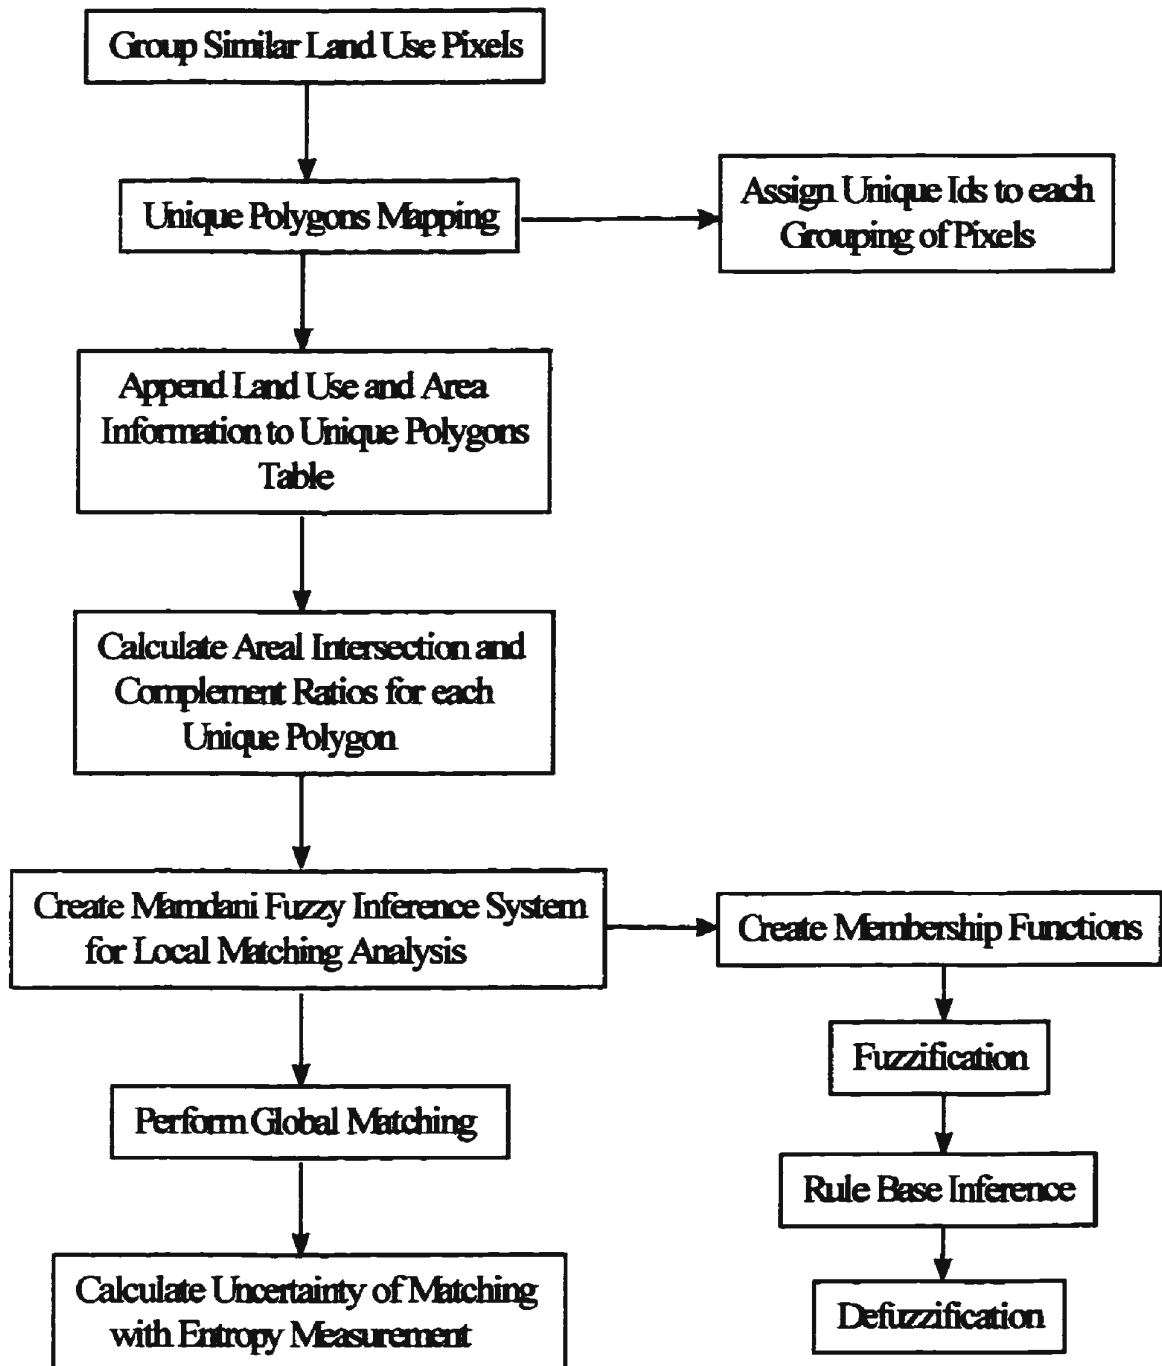 Group Similar Land Use Pixels
Unique Polygons Mapping
Assign Unique Ids to each
Grouping of Pixels
Append Land Use and Area
Information to Unique Polygons
Table
Calculate Areal Intersection and
Complement Ratios for each
Unique Polygon
Create Mamdani Fuzzy Inference System
for Local Matching Analysis
Create Membership Functions
Fuzzification
Perform Global Matching
Rule Base Inference
Calculate Uncertainty of Matching
with Entropy Measurement
Defuzzification